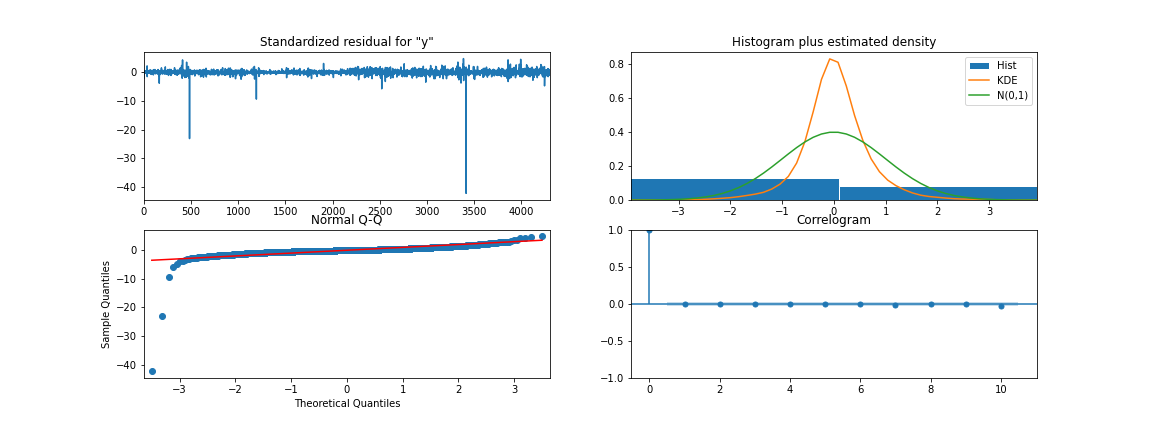 Standardized residual for "y"
0
−10
−20
−30
−40
0 500 1000 1500 2000 2500 3000 3500 4000
Histogram plus estimated density
Hist
KDE
N(0,1)
0.8
0.6
0.4
0.2
0.0
−3 −2 −1 0 1 2 3
Normal Q-Q
Sample Quantiles
0
−10
−20
−30
−40
−3 −2 −1 0 1 2 3
Theoretical Quantiles
Correlogram
1.0
0.5
0.0
−0.5
−1.0
0 2 4 6 8 10